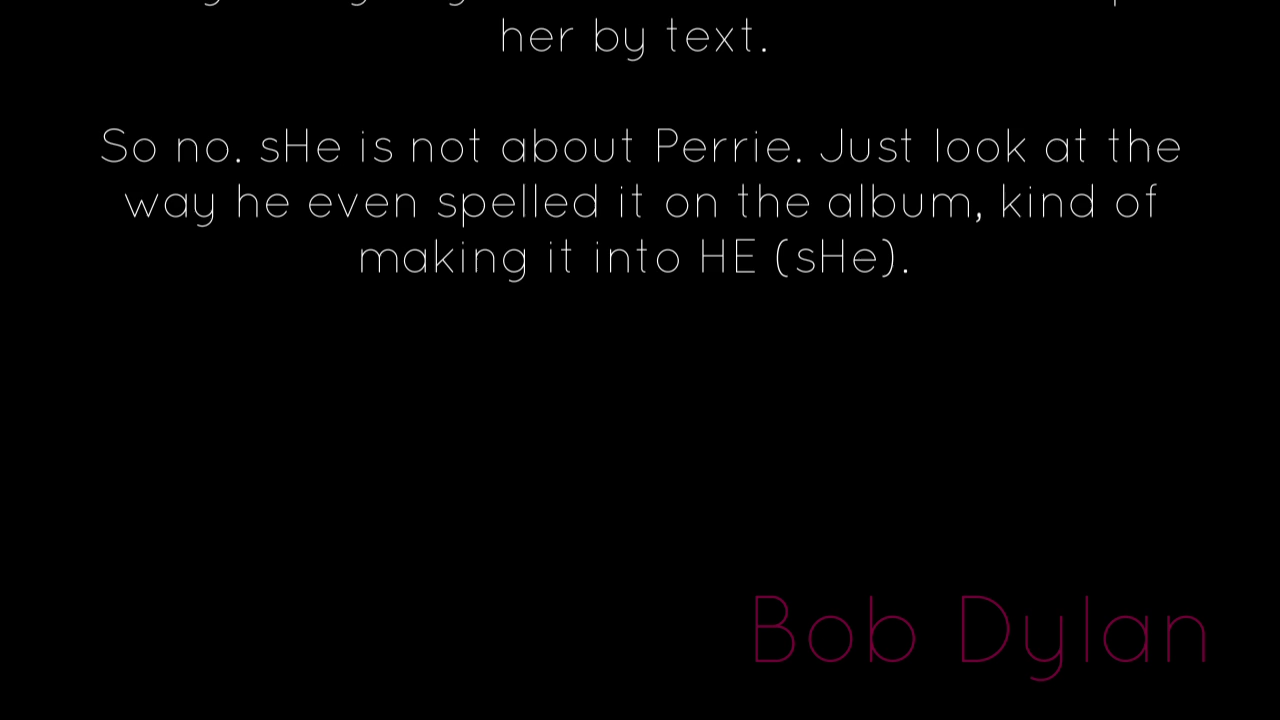 her by text.
So no. sHe is not about Perrie. Just look at the
way he even spelled it on the album, kind of
making it into HE (sHe).
Bob Dylan